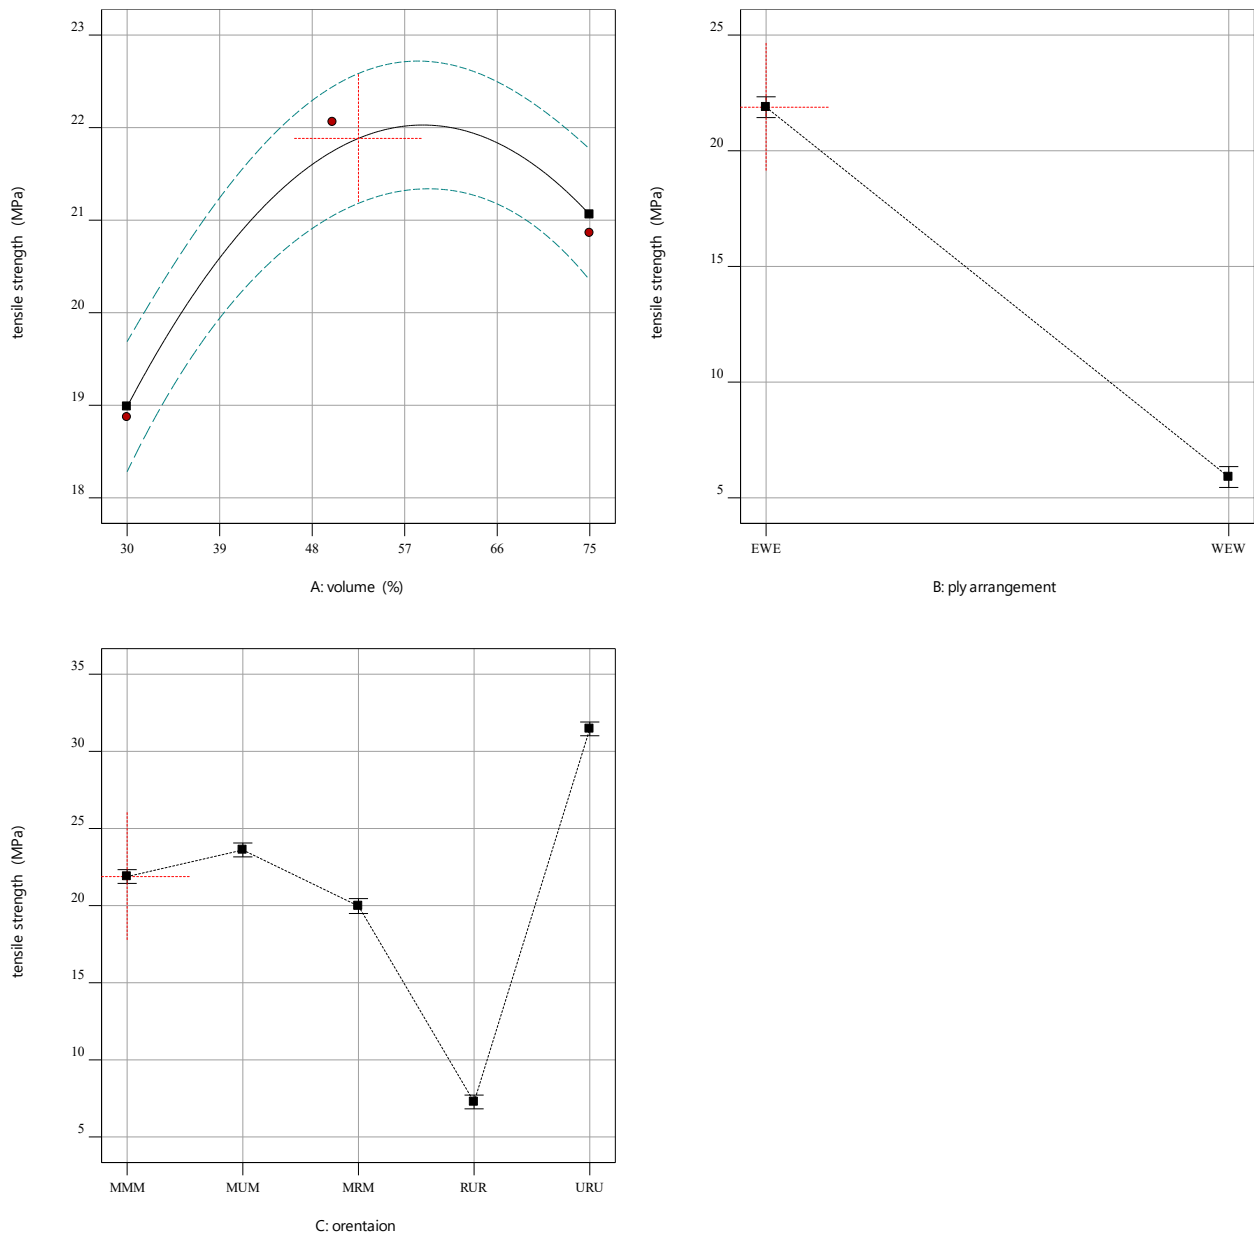 23
22
21
20
19
18
tensile strength (MPa)
30 39 48 57 66 75
A: volume (%)
25
20
15
10
5
tensile strength (MPa)
EWE WEW
B: ply arrangement
35
30
25
20
15
10
5
tensile strength (MPa)
MMM MUM MRM RUR URU
C: orentaion